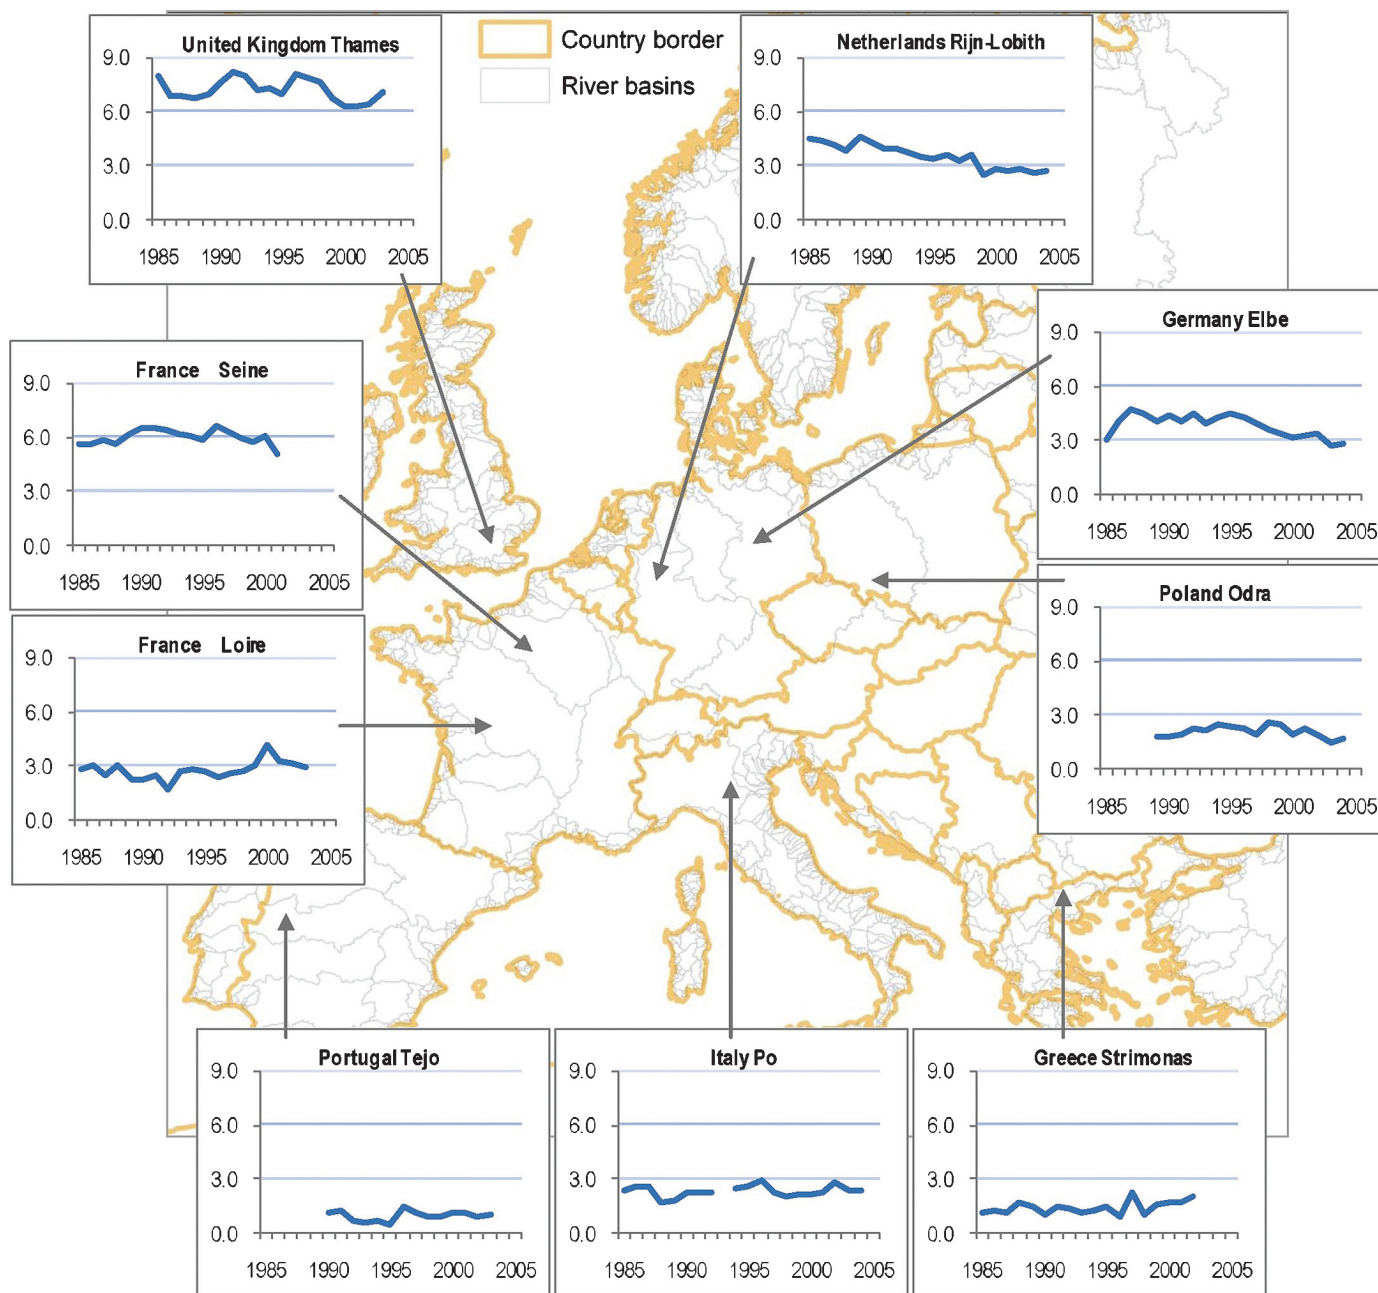 United Kingdom Thames
9.0
6.0
3.0
0.0
1985 1990 1995 2000 2005
Country border
River basins
Netherlands Rijn-Lobith
9.0
6.0
3.0
0.0
1985 1990 1995 2000 2005
Germany Elbe
9.0
6.0
3.0
0.0
1985 1990 1995 2000 2005
France Seine
9.0
6.0
3.0
0.0
1985 1990 1995 2000 2005
Poland Odra
9.0
6.0
3.0
0.0
1985 1990 1995 2000 2005
France Loire
9.0
6.0
3.0
0.0
1985 1990 1995 2000 2005
Portugal Tejo
9.0
6.0
3.0
0.0
1985 1990 1995 2000 2005
Italy Po
9.0
6.0
3.0
0.0
1985 1990 1995 2000 2005
Greece Strimonas
9.0
6.0
3.0
0.0
1985 1990 1995 2000 2005